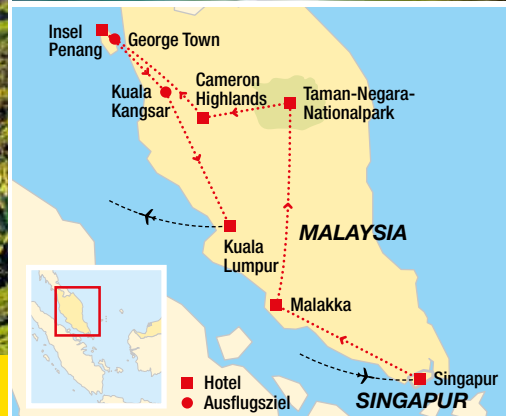 Insel
Penang
George Town
Kuala
Kangsar
Cameron
Highlands
Taman-Negara-
Nationalpark
MALAYSIA
Kuala
Lumpur
Malakka
Singapur
SINGAPUR
Hotel
Ausflugsziel